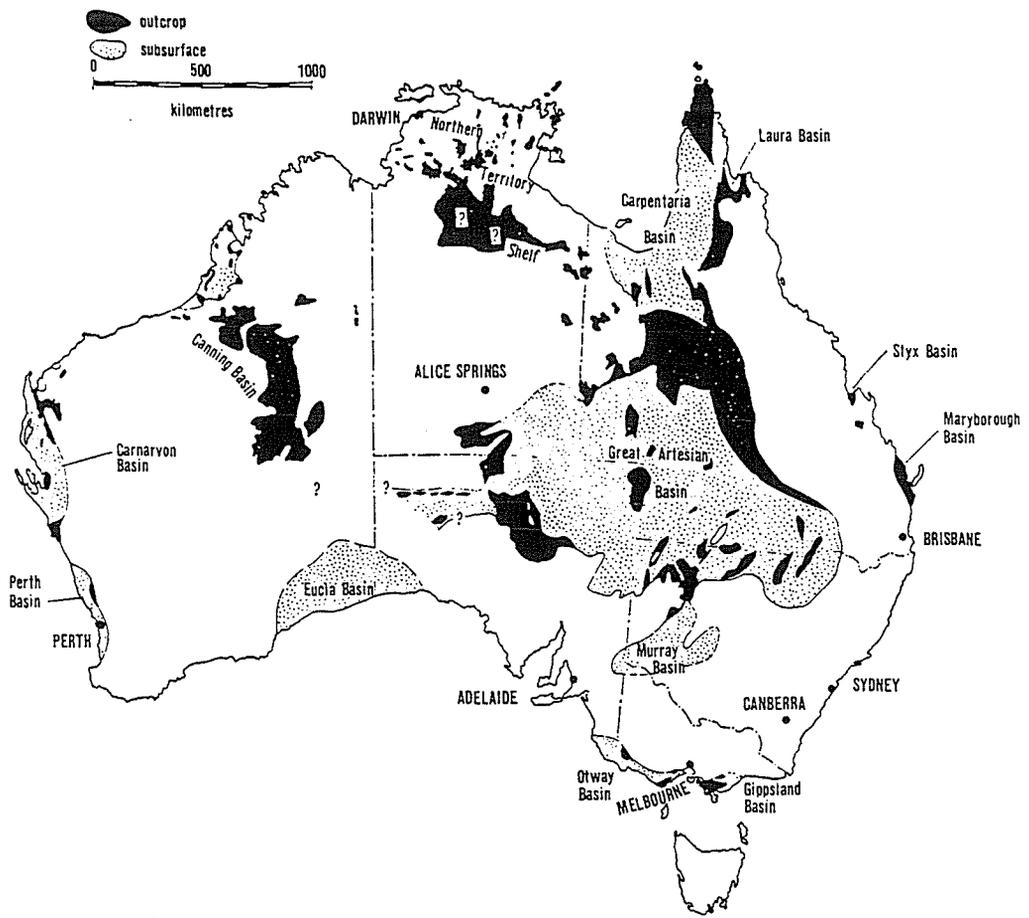 outcrop
subsurface
0 500 1000
kilometres
DARWIN
Northern
Territory
?
?
Shelf
Laura Basin
Carpentaria
Basin
Canning Basin
ALICE SPRINGS
Styx Basin
Maryborough
Basin
Great Artesian
Basin
Carnarvon
Basin
?
?
?
BRISBANE
Perth
Basin
Eucla Basin
PERTH
Murray
Basin
ADELAIDE
SYDNEY
CANBERRA
Otway
Basin
MELBOURNE
Gippsland
Basin